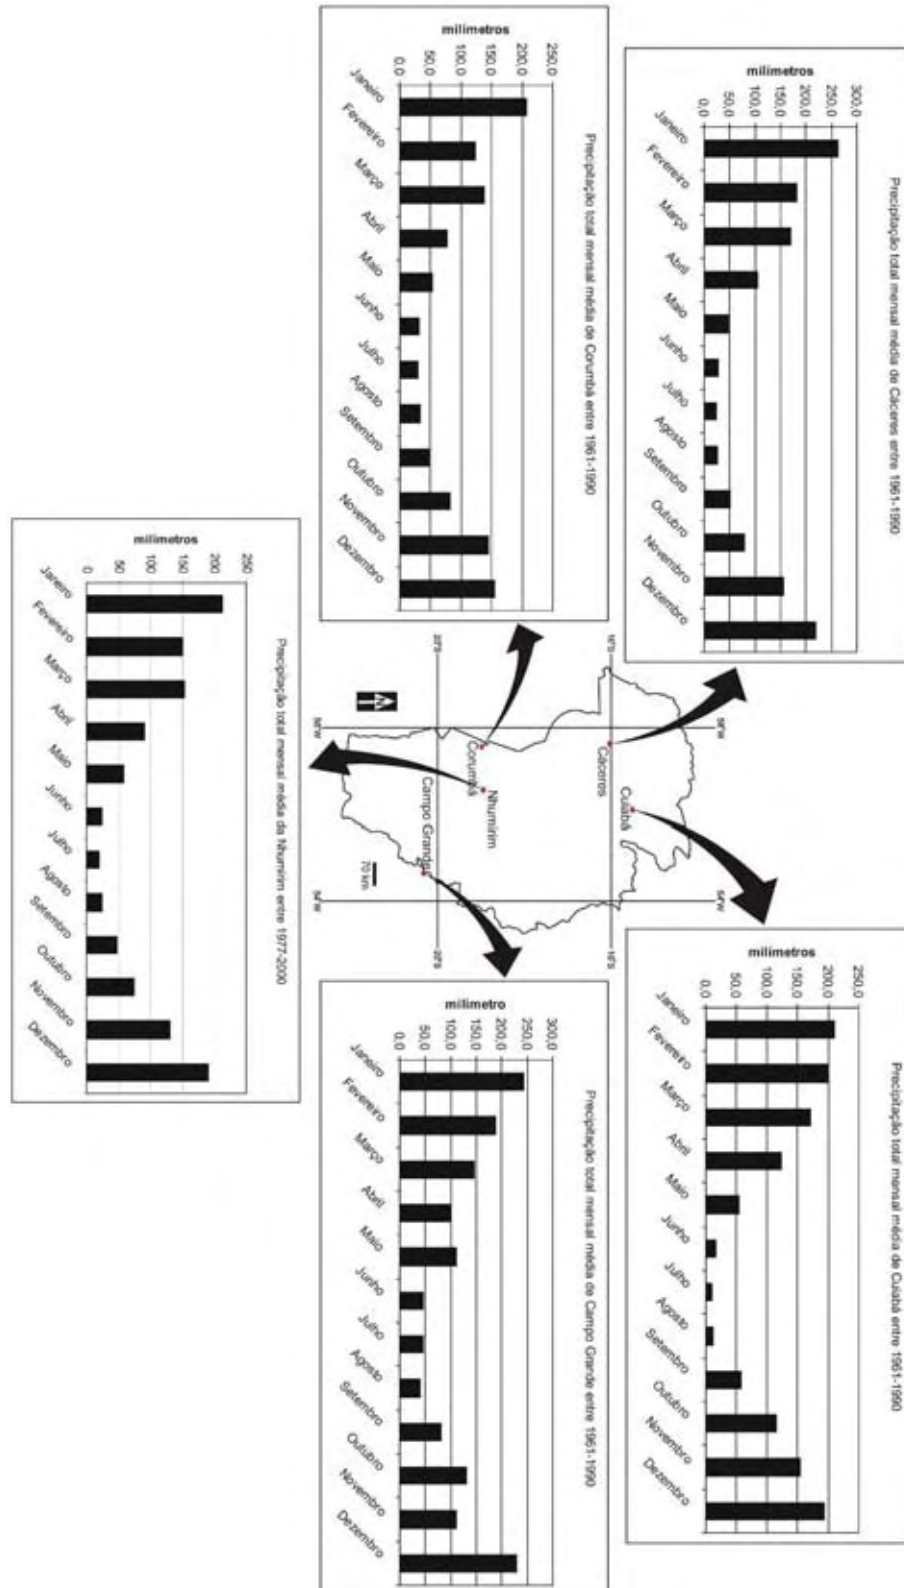 Precipitação total mensal média de Cáceres entre 1961-1990
milímetros
300,0
250,0
200,0
150,0
100,0
50,0
0,0
Janeiro
Fevereiro
Março
Abril
Maio
Junho
Julho
Agosto
Setembro
Outubro
Novembro
Dezembro
Precipitação total mensal média de Cuiabá entre 1961-1990
milímetros
250,0
200,0
150,0
100,0
50,0
0,0
Janeiro
Fevereiro
Março
Abril
Maio
Junho
Julho
Agosto
Setembro
Outubro
Novembro
Dezembro
58°W
54°W
Cuiabá
16°S
Cáceres
16°S
Nhumirim
Corumbá
20°S
Campo Grande
20°S
N
70 km
58°W
54°W
Precipitação total mensal média de Corumbá entre 1961-1990
milímetros
250,0
200,0
150,0
100,0
50,0
0,0
Janeiro
Fevereiro
Março
Abril
Maio
Junho
Julho
Agosto
Setembro
Outubro
Novembro
Dezembro
Precipitação total mensal média de Campo Grande entre 1961-1990
milímetro
300,0
250,0
200,0
150,0
100,0
50,0
0,0
Janeiro
Fevereiro
Março
Abril
Maio
Junho
Julho
Agosto
Setembro
Outubro
Novembro
Dezembro
Precipitação total mensal média da Nhumirim entre 1977-2000
milímetros
250
200
150
100
50
0
Janeiro
Fevereiro
Março
Abril
Maio
Junho
Julho
Agosto
Setembro
Outubro
Novembro
Dezembro